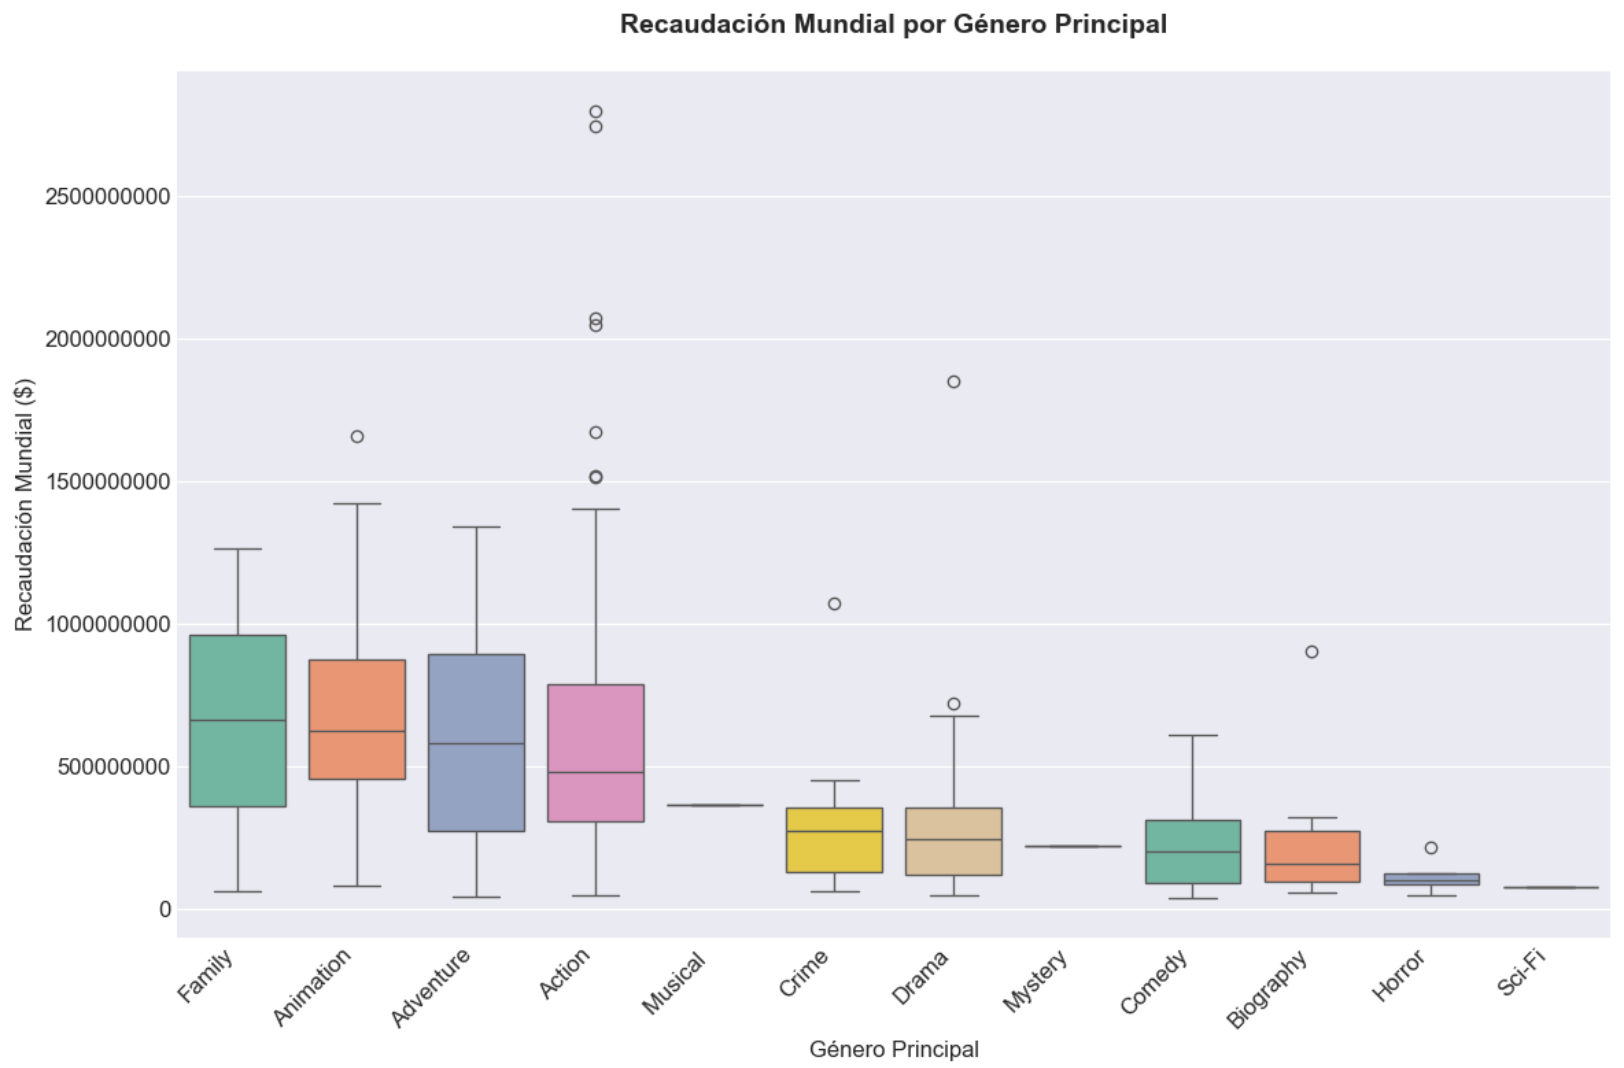 Recaudación Mundial por Género Principal
Recaudación Mundial ($)
2500000000
2000000000
1500000000
1000000000
500000000
0
Family
Animation
Adventure
Action
Musical
Crime
Drama
Mystery
Comedy
Biography
Horror
Sci-Fi
Género Principal